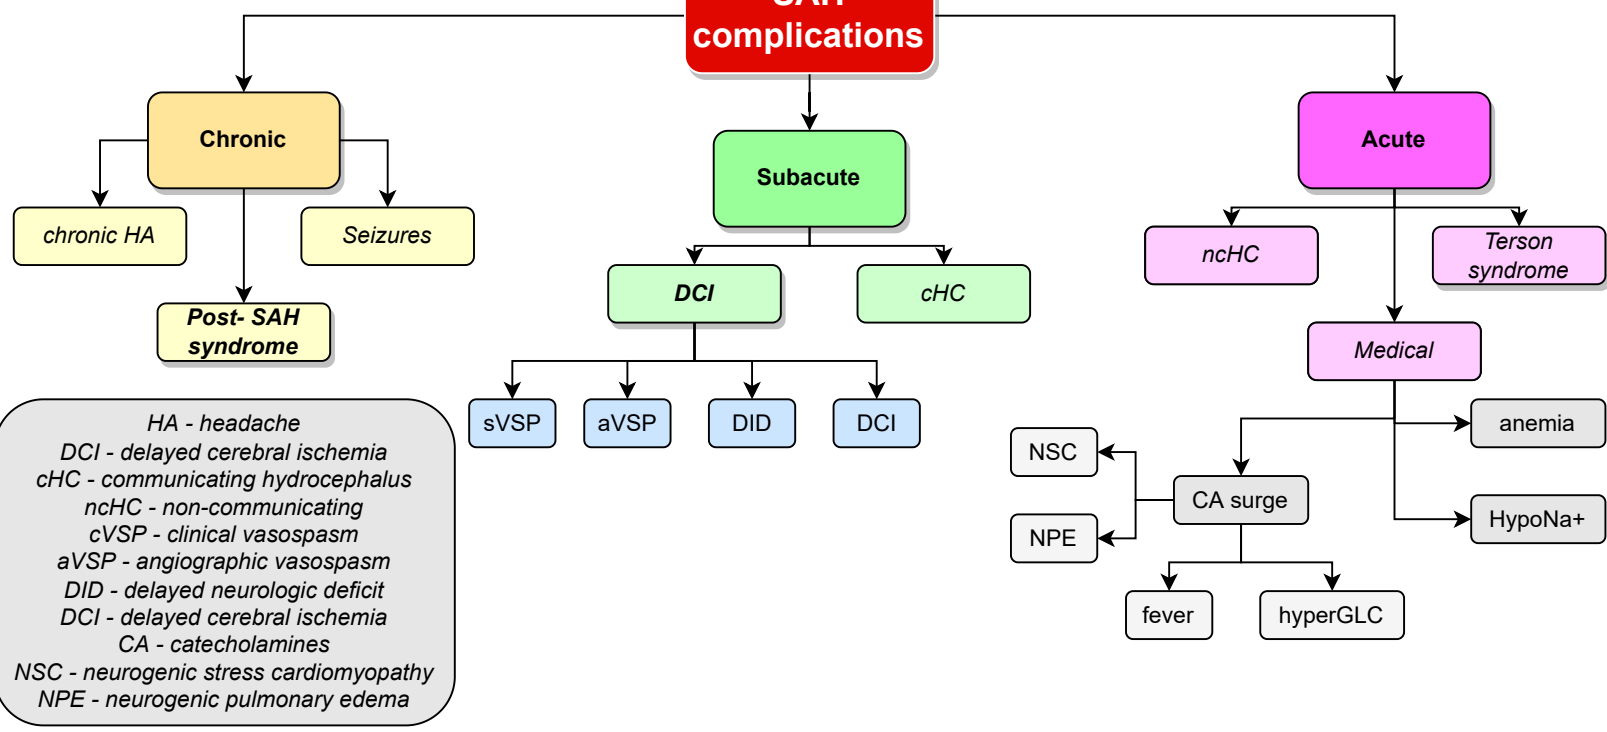 SAH
complications
Chronic
Subacute
Acute
chronic HA
Seizures
Post- SAH
syndrome
DCI
cHC
ncHC
Terson
syndrome
Medical
sVSP
aVSP
DID
DCI
NSC
NPE
CA surge
anemia
HypoNa+
fever
hyperGLC
HA - headache
DCI - delayed cerebral ischemia
cHC - communicating hydrocephalus
ncHC - non-communicating
cVSP - clinical vasospasm
aVSP - angiographic vasospasm
DID - delayed neurologic deficit
DCI - delayed cerebral ischemia
CA - catecholamines
NSC - neurogenic stress cardiomyopathy
NPE - neurogenic pulmonary edema